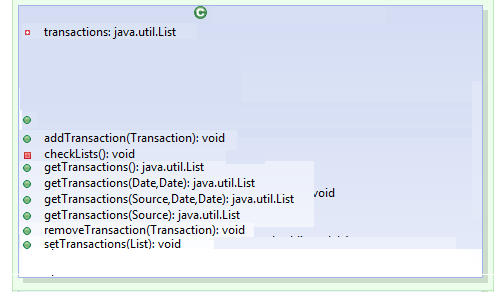 C
transactions: java.util.List
addTransaction(Transaction): void
checkLists(): void
getTransactions(): java.util.List
getTransactions(Date,Date): java.util.List
void
getTransactions(Source,Date,Date): java.util.List
getTransactions(Source): java.util.List
removeTransaction(Transaction): void
setTransactions(List): void